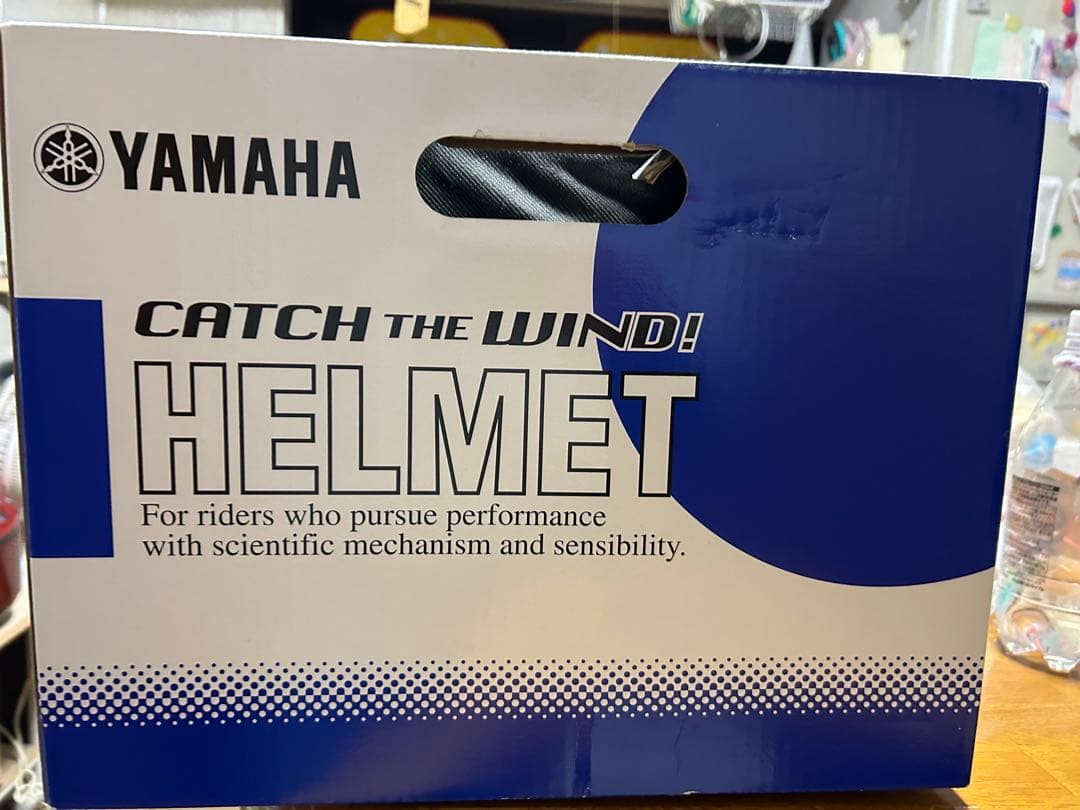 YAMAHA
CATCH THE WIND!
HELMET
For riders who pursue performance
with scientific mechanism and sensibility.